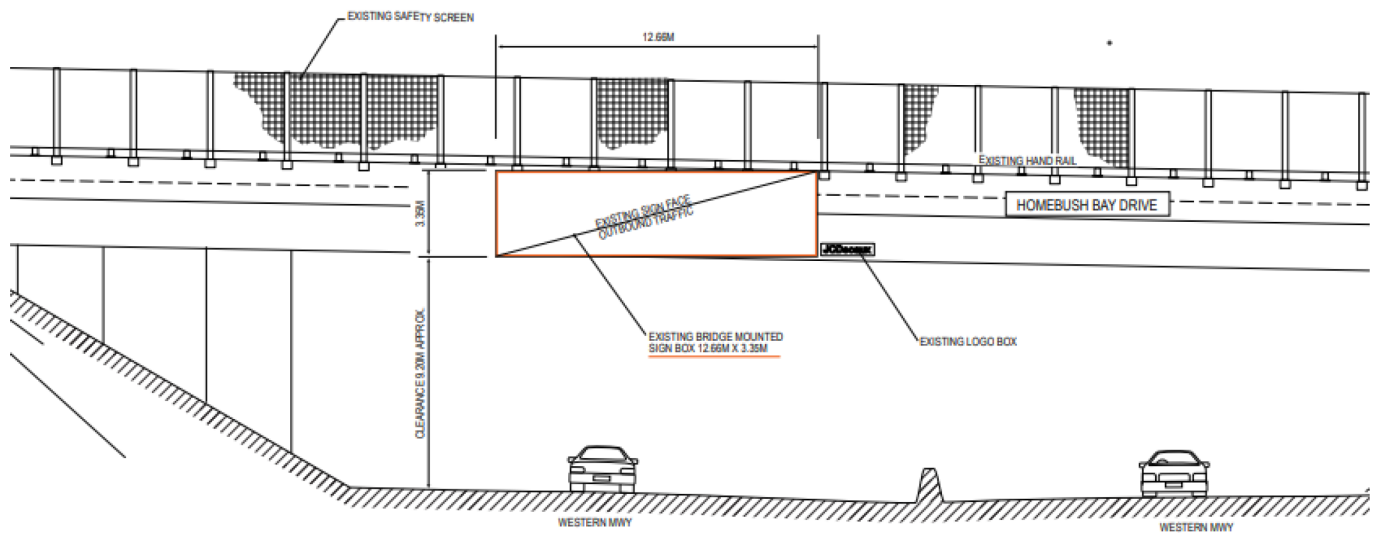 EXISTING SAFETY SCREEN
12.66M
EXISTING HAND RAIL
3.35M
EXISTING SIGN FACE
OUTBOUND TRAFFIC
HOMEBUSH BAY DRIVE
JCDecaux
EXISTING BRIDGE MOUNTED
SIGN BOX 12.66M X 3.35M
EXISTING LOGO BOX
CLEARANCE 9.20M APPROX.
WESTERN MWY
WESTERN MWY